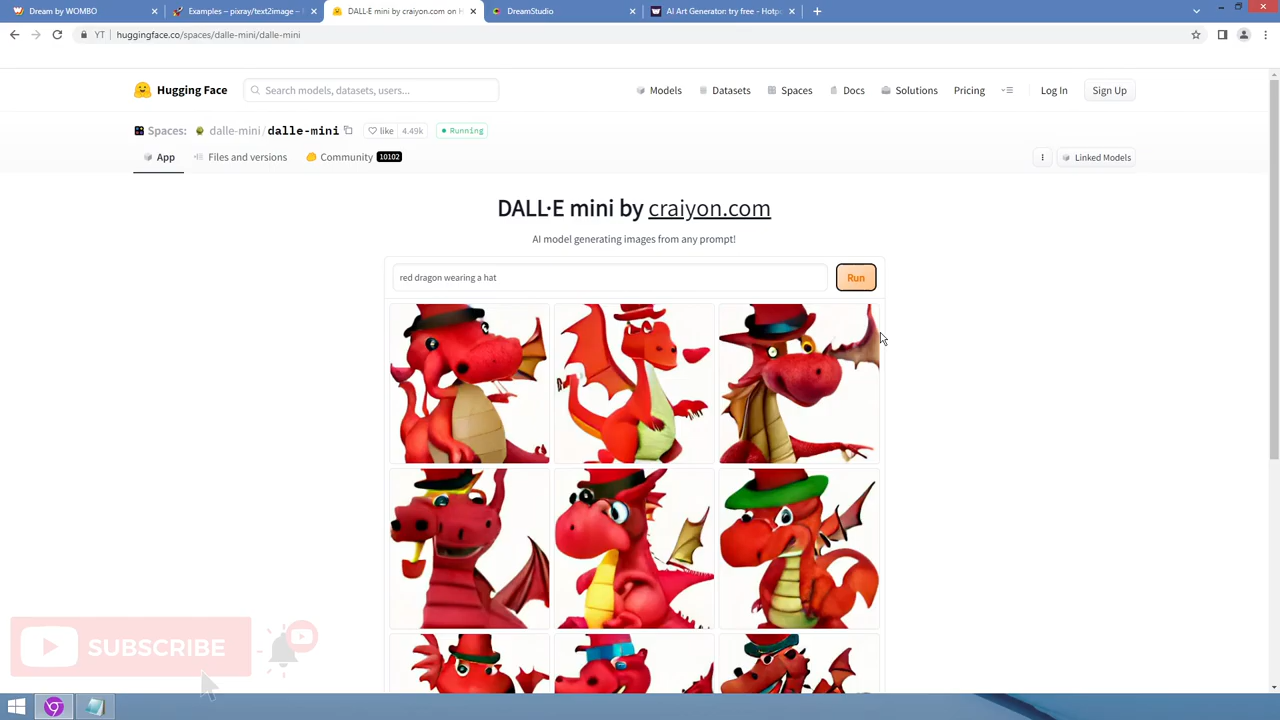 Dream by WOMBO
Examples – pixray/text2image –
DALL·E mini by craiyon.com on H
DreamStudio
AI Art Generator: try free - Hotpo
YT
huggingface.co/spaces/dalle-mini/dalle-mini
Hugging Face
Search models, datasets, users...
Models
Datasets
Spaces
Docs
Solutions
Pricing
Log In
Sign Up
Spaces:
dalle-mini/dalle-mini
like
4.49k
Running
App
Files and versions
Community
10102
Linked Models
DALL·E mini by craiyon.com
AI model generating images from any prompt!
red dragon wearing a hat
Run
SUBSCRIBE